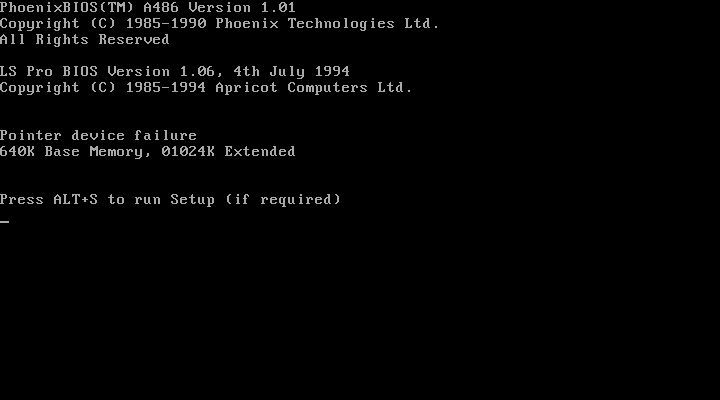 PhoenixBIOS(TM) A486 Version 1.01
Copyright (C) 1985-1990 Phoenix Technologies Ltd.
All Rights Reserved
LS Pro BIOS Version 1.06, 4th July 1994
Copyright (C) 1985-1994 Apricot Computers Ltd.
Pointer device failure
640K Base Memory, 01024K Extended
Press ALT+S to run Setup (if required)